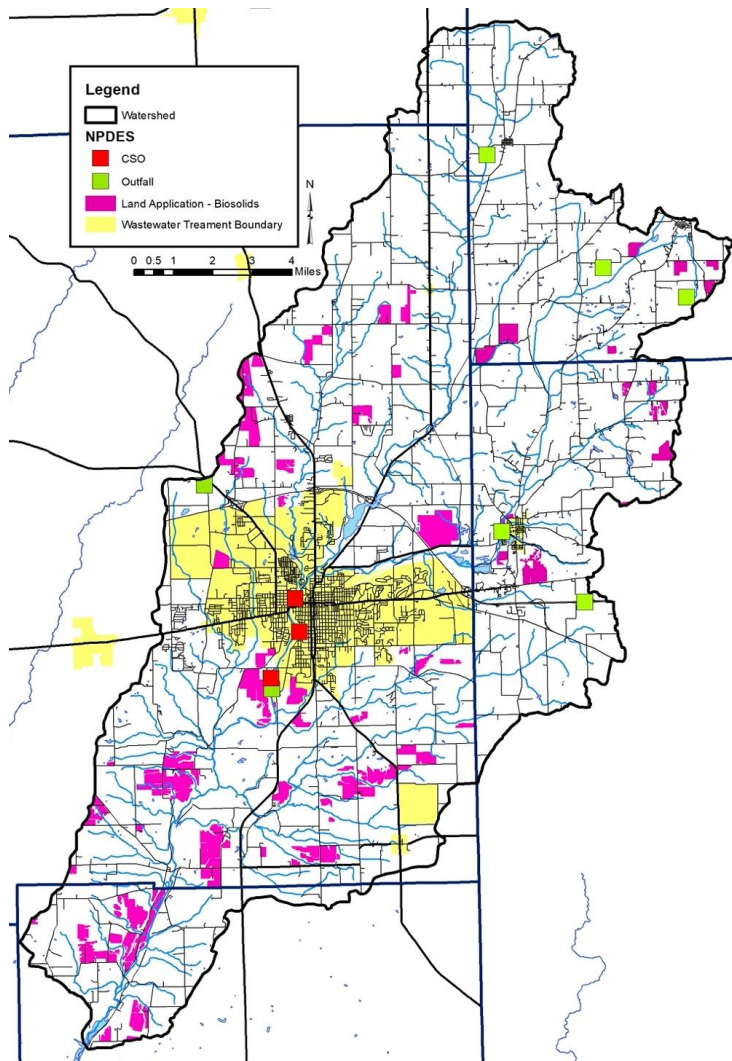 Legend
Watershed
NPDES
CSO
Outfall
Land Application - Biosolids
Wastewater Treament Boundary
N
0 0.5 1 2 3 4
Miles